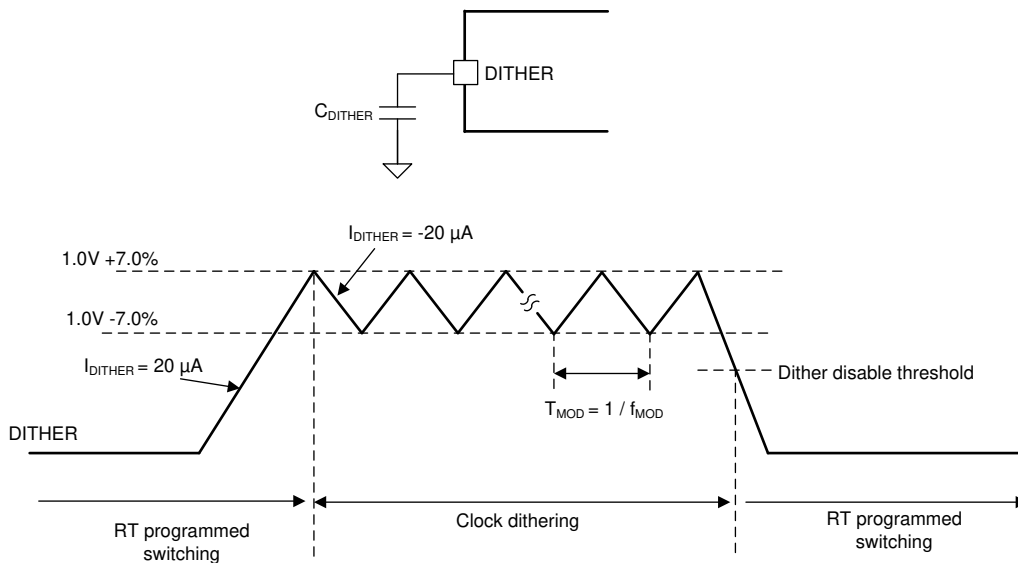 DITHER
C_DITHER
I_DITHER = -20 µA
1.0V +7.0%
1.0V -7.0%
I_DITHER = 20 µA
Dither disable threshold
T_MOD = 1 / f_MOD
DITHER
RT programmed
switching
Clock dithering
RT programmed
switching